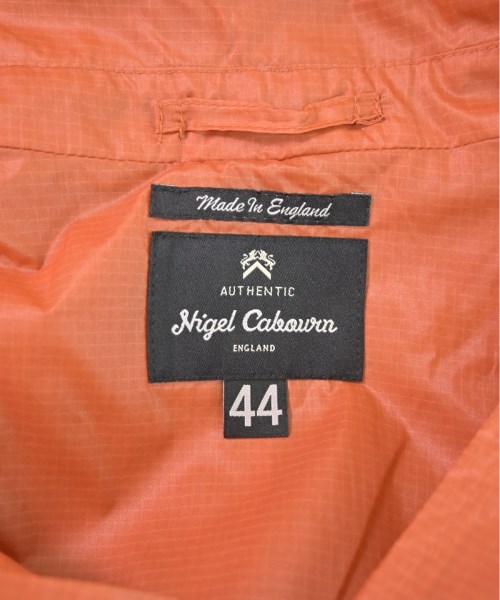 Made In England
AUTHENTIC
Nigel Cabourn
ENGLAND
44